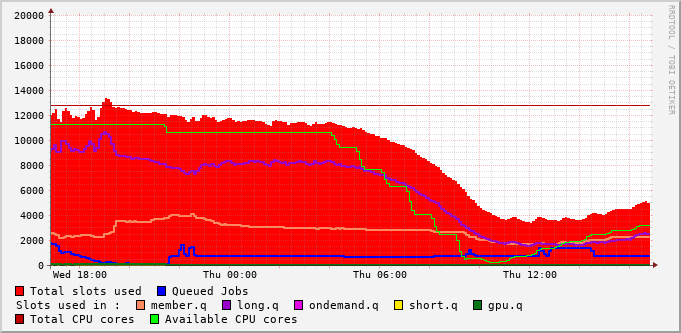 20000
18000
16000
14000
12000
10000
8000
6000
4000
2000
0
Wed 18:00 Thu 00:00 Thu 06:00 Thu 12:00
RRDTOOL / TOBI OETIKER
Total slots used Queued Jobs
Slots used in : member.q long.q ondemand.q short.q gpu.q
Total CPU cores Available CPU cores